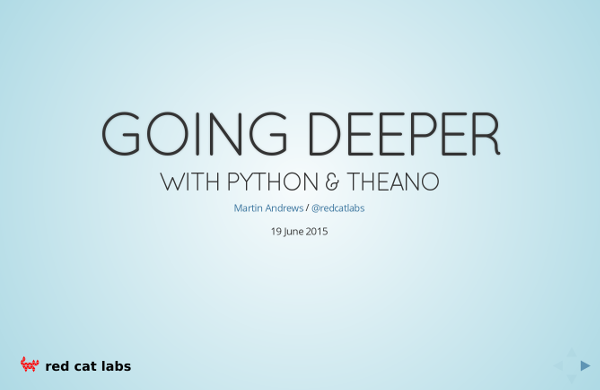 GOING DEEPER
WITH PYTHON & THEANO
Martin Andrews / @redcatlabs
19 June 2015
red cat labs